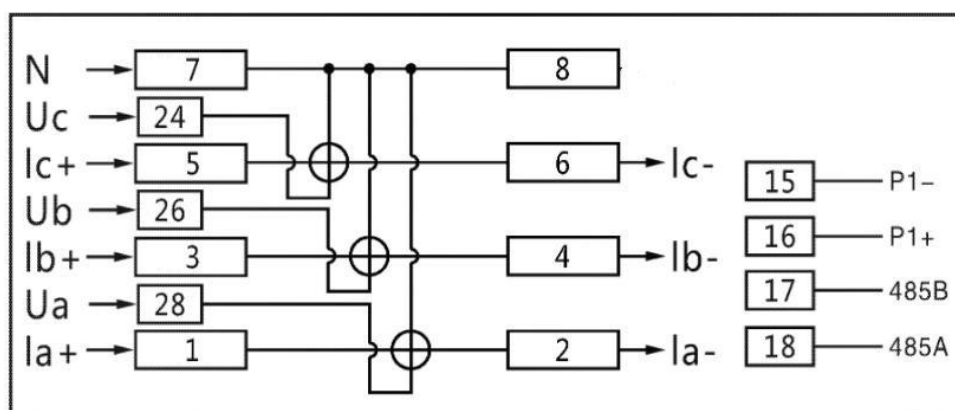 N 7 8
Uc 24
Ic+ 5 6 Ic-
15 P1-
Ub 26
16 P1+
Ib+ 3 4 Ib-
17 485B
Ua 28
Ia+ 1 2 Ia-
18 485A